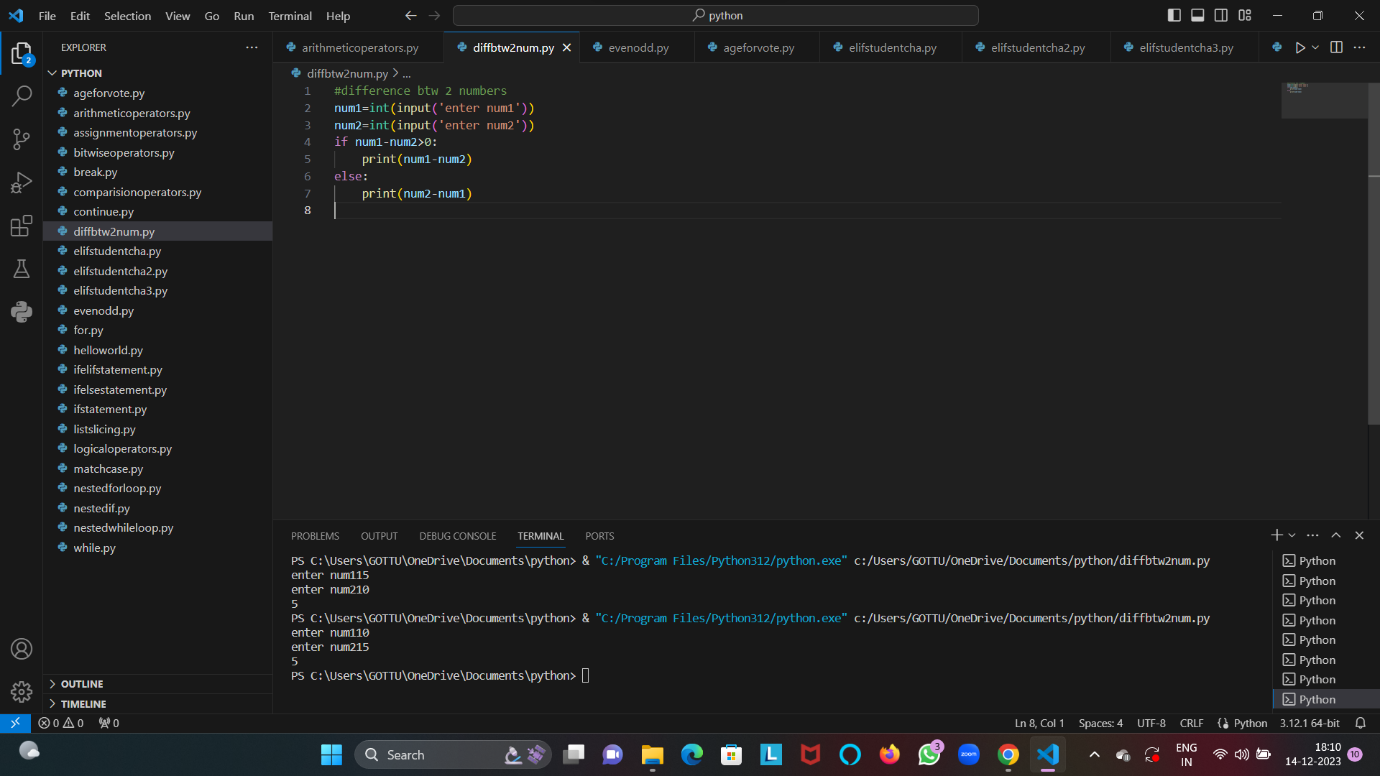 File Edit Selection View Go Run Terminal Help
python
EXPLORER
arithmeticoperators.py diffbtw2num.py evenodd.py ageforvote.py elifstudentcha.py elifstudentcha2.py elifstudentcha3.py
PYTHON
diffbtw2num.py > ...
ageforvote.py
arithmeticoperators.py
assignmentoperators.py
bitwiseoperators.py
break.py
comparisionoperators.py
continue.py
diffbtw2num.py
elifstudentcha.py
elifstudentcha2.py
elifstudentcha3.py
evenodd.py
for.py
helloworld.py
ifelifstatement.py
ifelsestatement.py
ifstatement.py
listslicing.py
logicaloperators.py
matchcase.py
nestedforloop.py
nestedif.py
nestedwhileloop.py
while.py
OUTLINE
TIMELINE
2
1 #difference btw 2 numbers
2 num1=int(input('enter num1'))
3 num2=int(input('enter num2'))
4 if num1-num2>0:
5     print(num1-num2)
6 else:
7     print(num2-num1)
8
PROBLEMS OUTPUT DEBUG CONSOLE TERMINAL PORTS
PS C:\Users\GOTTU\OneDrive\Documents\python> & "C:/Program Files/Python312/python.exe" c:/Users/GOTTU/OneDrive/Documents/python/diffbtw2num.py
enter num115
enter num210
5
PS C:\Users\GOTTU\OneDrive\Documents\python> & "C:/Program Files/Python312/python.exe" c:/Users/GOTTU/OneDrive/Documents/python/diffbtw2num.py
enter num110
enter num215
5
PS C:\Users\GOTTU\OneDrive\Documents\python>
Python
Python
Python
Python
Python
Python
Python
Python
0 0 0 Ln 8, Col 1 Spaces: 4 UTF-8 CRLF Python 3.12.1 64-bit
Search
L
3
zoom
ENG
IN
18:10
14-12-2023
10